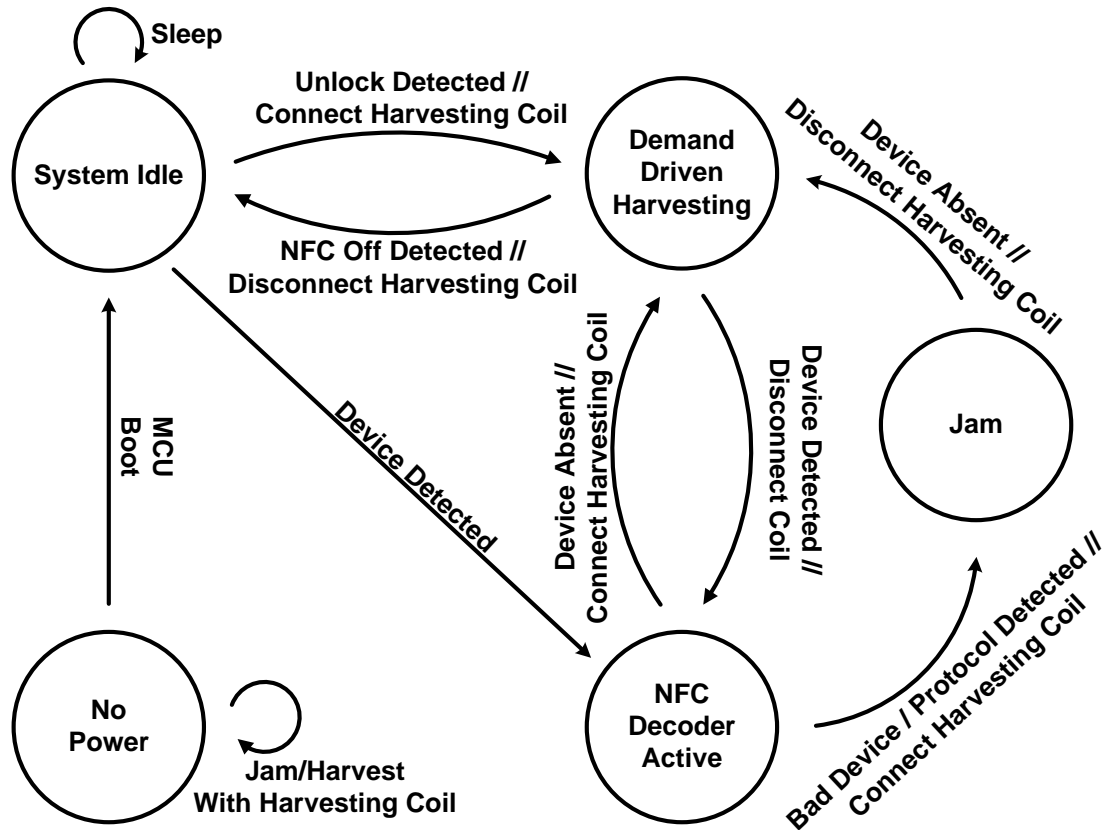 Sleep
Unlock Detected //
Connect Harvesting Coil
System Idle
Demand
Driven
Harvesting
Device Absent //
Disconnect Harvesting Coil
NFC Off Detected //
Disconnect Harvesting Coil
MCU
Boot
Device Detected
Device Absent //
Connect Harvesting Coil
Device Detected //
Disconnect Coil
Jam
No
Power
Jam/Harvest
With Harvesting Coil
NFC
Decoder
Active
Bad Device / Protocol Detected //
Connect Harvesting Coil